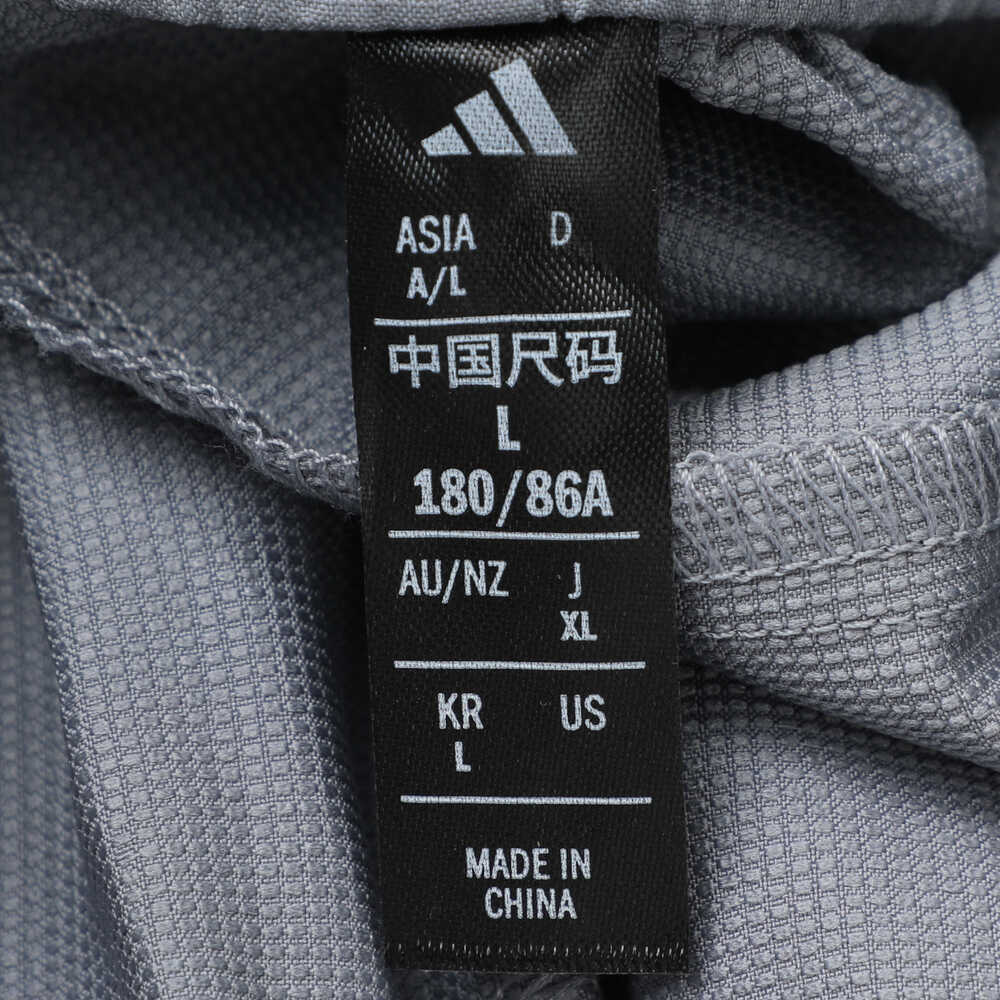 ASIA D
A/L
中国尺码
L
180/86A
AU/NZ J
XL
KR US
L
MADE IN
CHINA